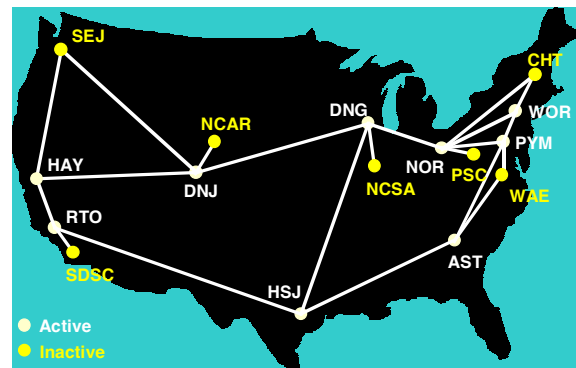 SEJ
CHT
DNG
WOR
NCAR
NOR
PYM
HAY
DNJ
NCSA
PSC
WAE
RTO
SDSC
HSJ
AST
Active
Inactive